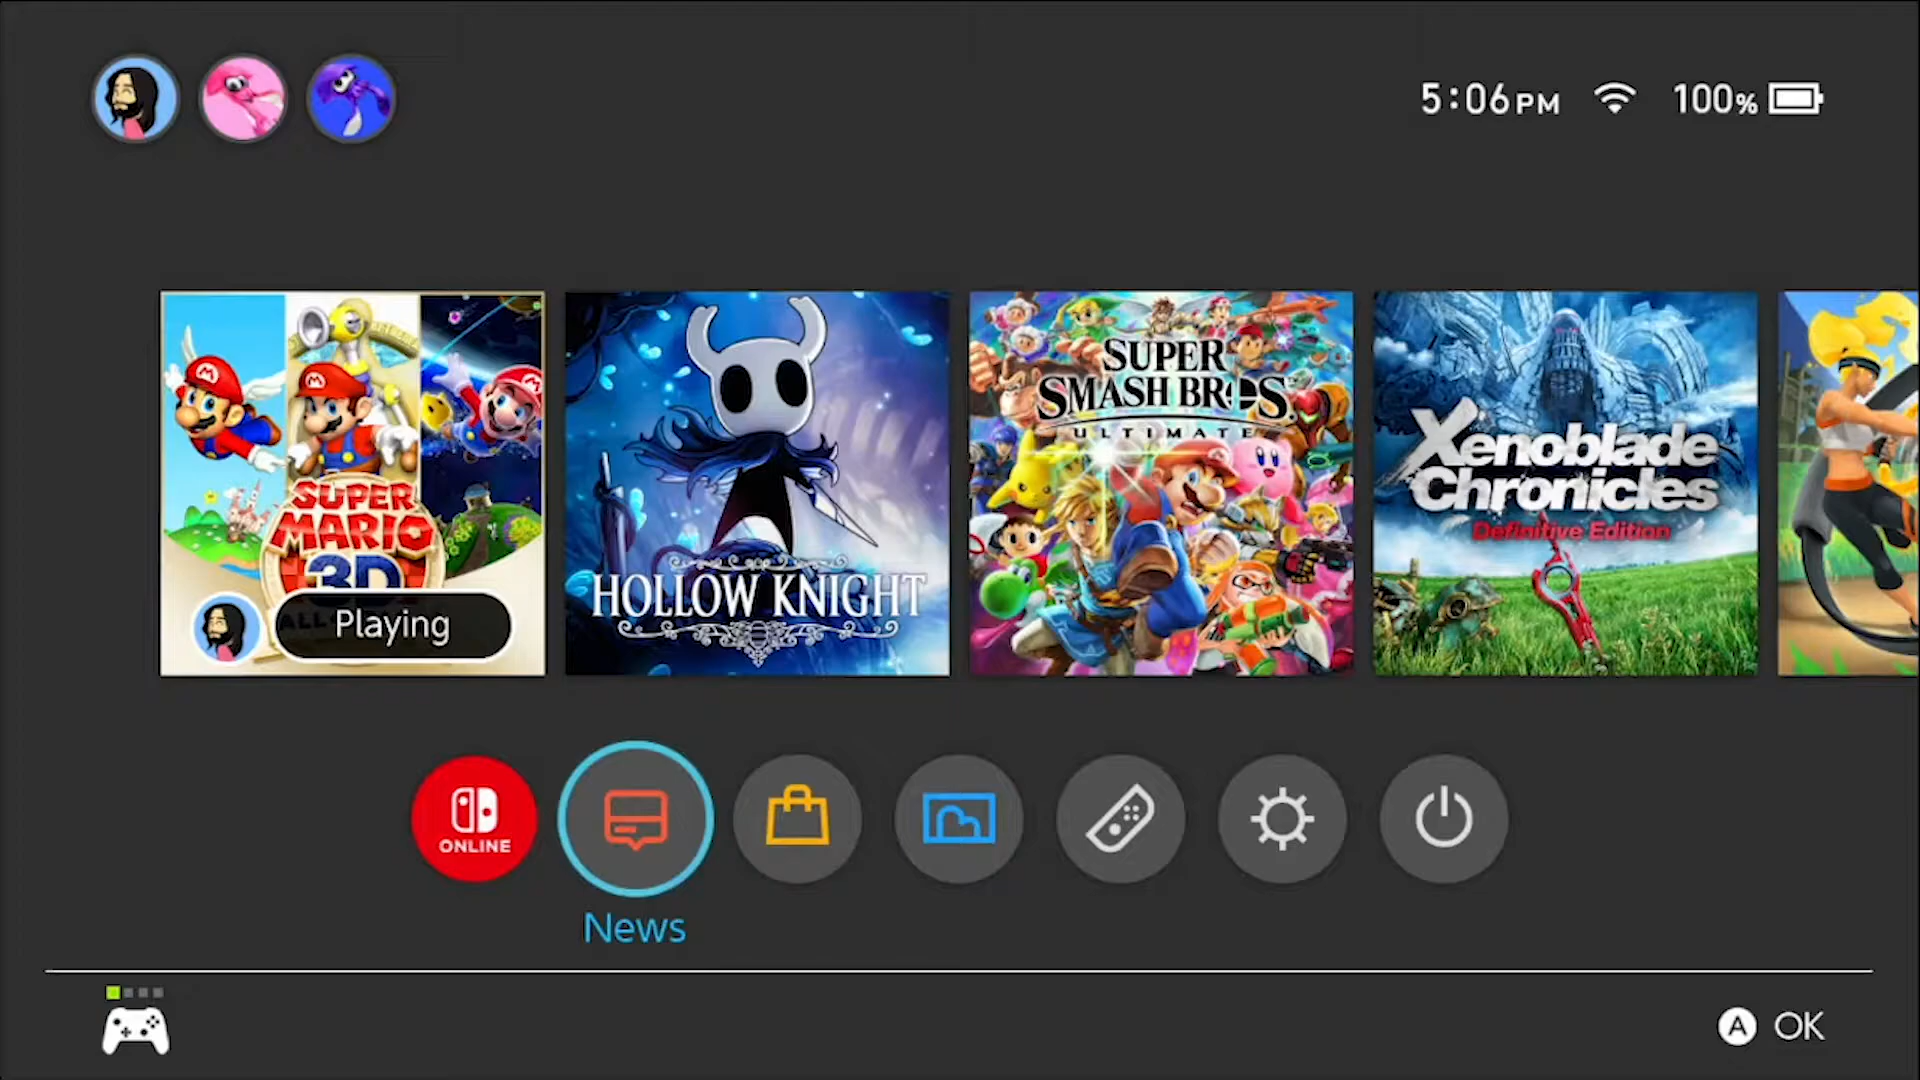 5:06PM 100%
SUPER
MARIO
3D
ALL
Playing
HOLLOW KNIGHT
SUPER
SMASH BROS.
ULTIMATE
Xenoblade
Chronicles
Definitive Edition
ONLINE
News
A OK